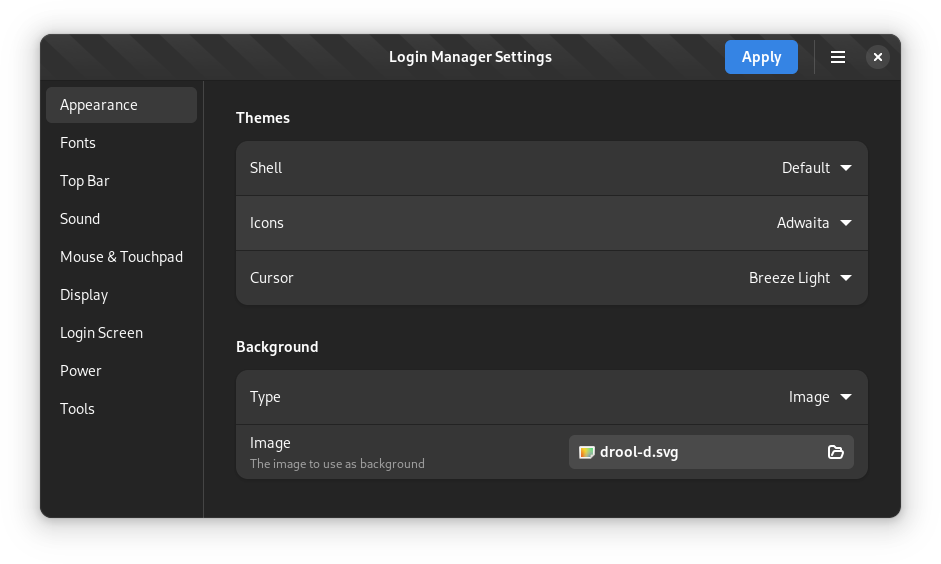 Login Manager Settings
Apply
Appearance
Fonts
Top Bar
Sound
Mouse & Touchpad
Display
Login Screen
Power
Tools
Themes
Shell Default
Icons Adwaita
Cursor Breeze Light
Background
Type Image
Image
The image to use as background
drool-d.svg